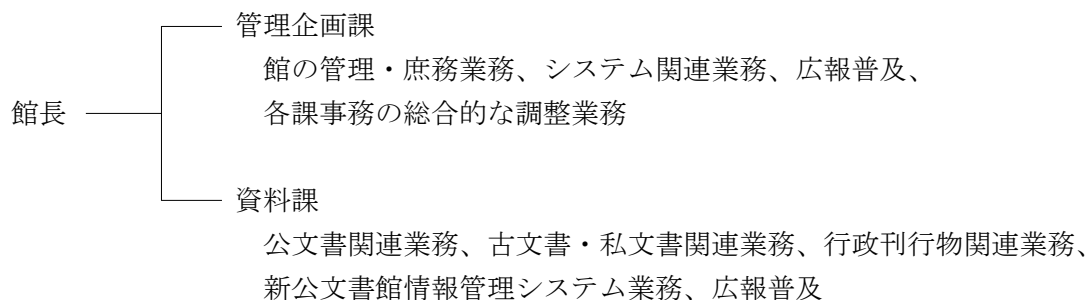 管理企画課
館の管理・庶務業務、システム関連業務、広報普及、
館長
各課事務の総合的な調整業務
資料課
公文書関連業務、古文書・私文書関連業務、行政刊行物関連業務、
新公文書館情報管理システム業務、広報普及